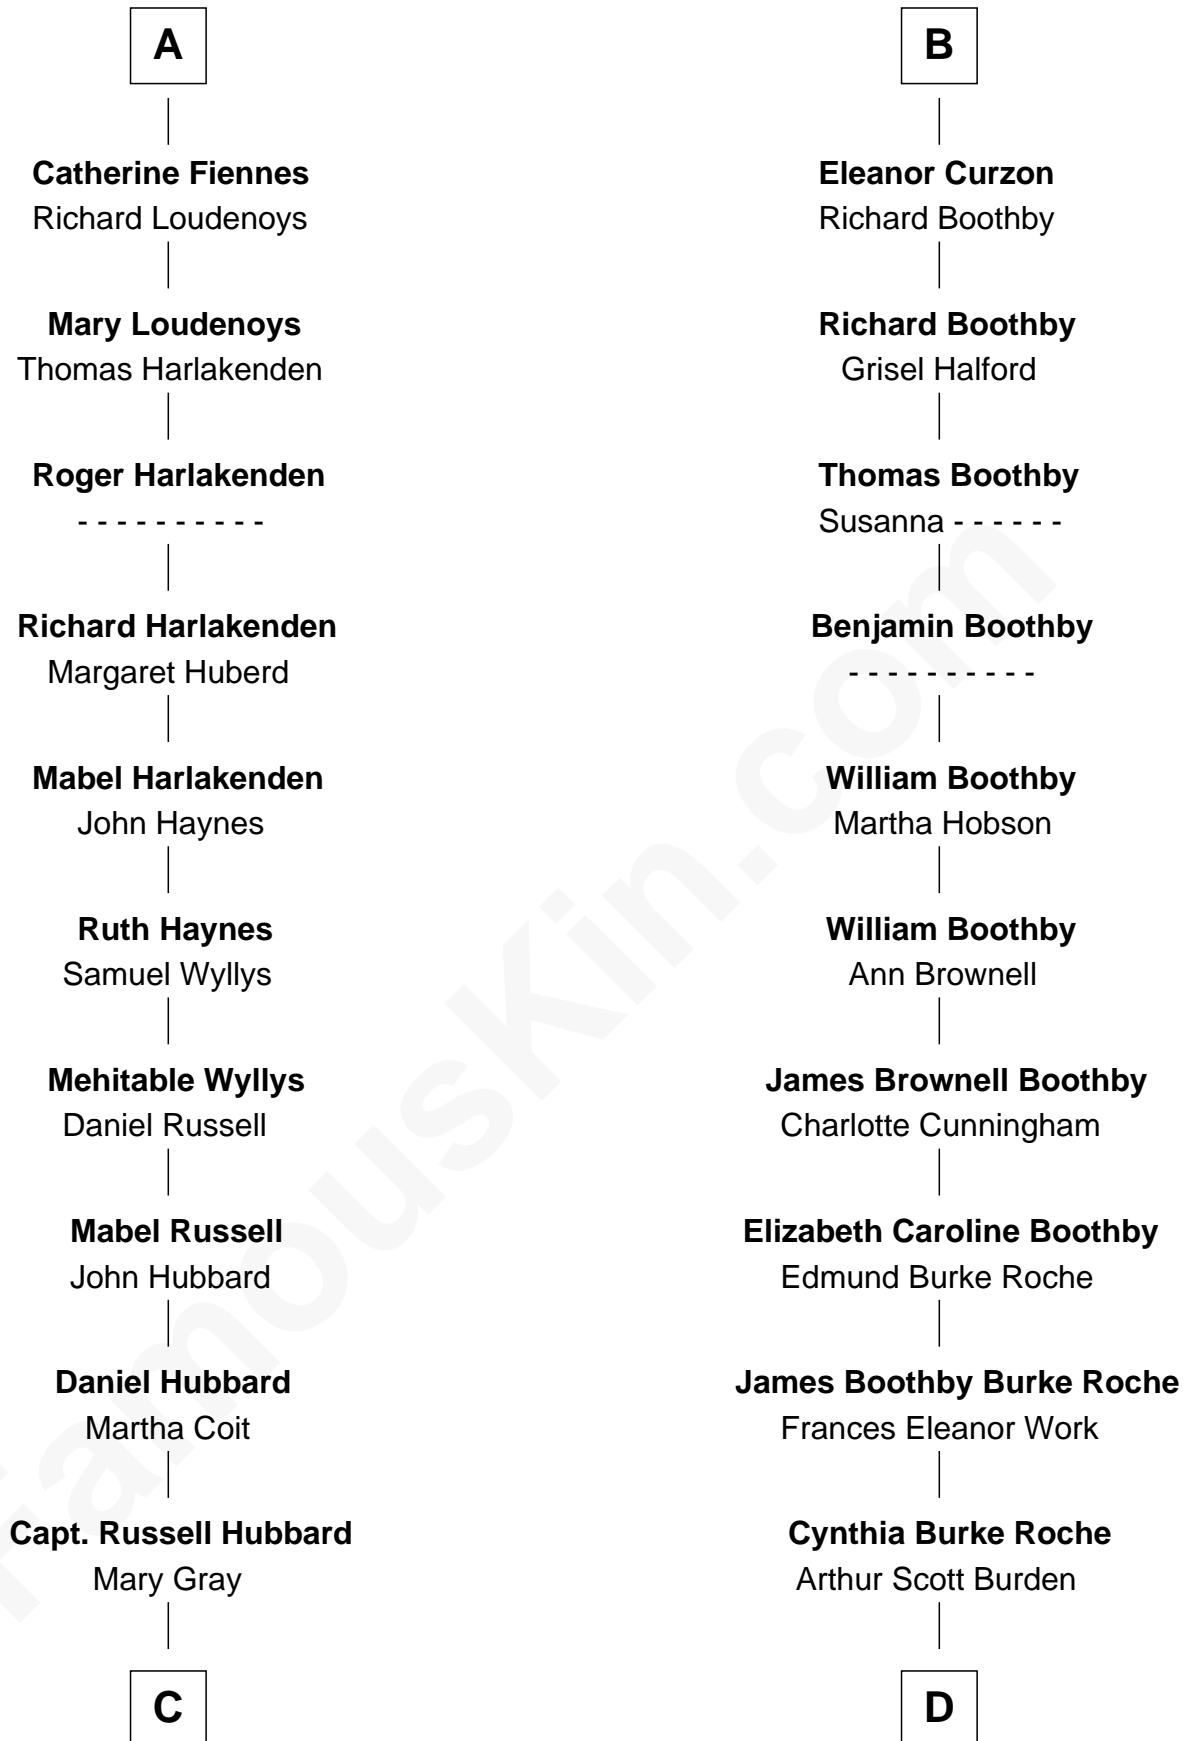 A
Catherine Fiennes
Richard Loudenoys
Mary Loudenoys
Thomas Harlakenden
Roger Harlakenden
- - - - - - - - - -
Richard Harlakenden
Margaret Huberd
Mabel Harlakenden
John Haynes
Ruth Haynes
Samuel Wyllys
Mehitable Wyllys
Daniel Russell
Mabel Russell
John Hubbard
Daniel Hubbard
Martha Coit
Capt. Russell Hubbard
Mary Gray
C
B
Eleanor Curzon
Richard Boothby
Richard Boothby
Grisel Halford
Thomas Boothby
Susanna - - - - - -
Benjamin Boothby
- - - - - - - - - -
William Boothby
Martha Hobson
William Boothby
Ann Brownell
James Brownell Boothby
Charlotte Cunningham
Elizabeth Caroline Boothby
Edmund Burke Roche
James Boothby Burke Roche
Frances Eleanor Work
Cynthia Burke Roche
Arthur Scott Burden
D
FamousKin.com